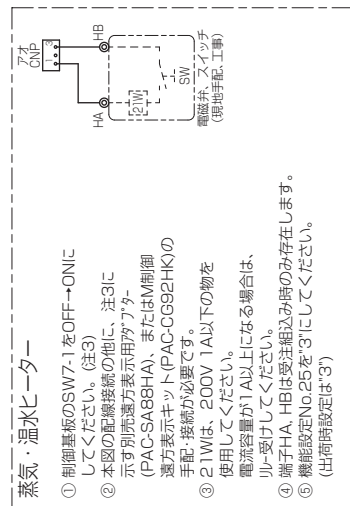 蒸気・温水ヒーター
① 制御基板のSW7-1をOFF→ONに
してください。(注3)
② 本図の配線接続の他に、注3に
示す別売遠方表示用アダプター
(PAC-SA88HA)、またはM制御
遠方表示キット(PAC-CG92HK)の
手配・接続が必要です。
③ 21Wは、200V 1A以下の物を
使用してください。
電流容量が1A以上になる場合は、
リレー受けしてください。
④ 端子HA, HBは受注組込み時のみ存在します。
⑤ 機能設定No.25を"3"にしてください。
(出荷時設定は"3")
アオ
CNP
1 3
HA
HB
21W
SW
電磁弁、スイッチ
(現地手配、工事)